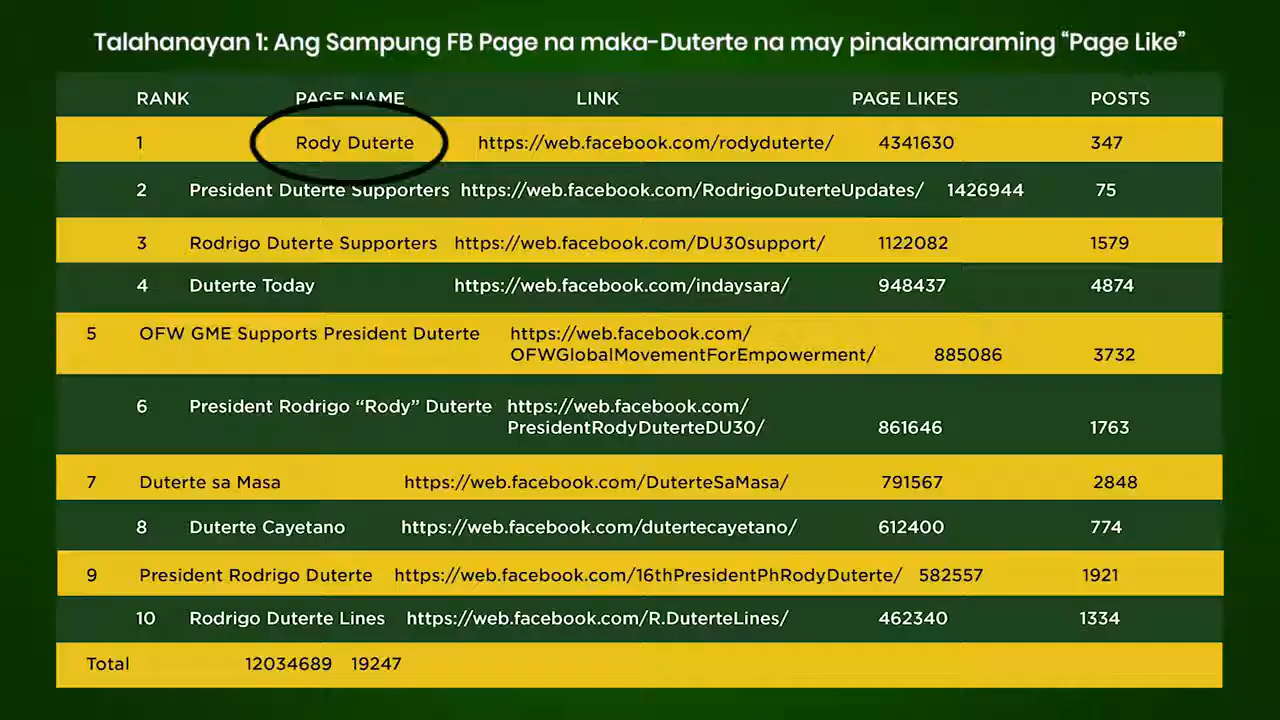 Talahanayan 1: Ang Sampung FB Page na maka-Duterte na may pinakamaraming “Page Like”
RANK PAGE NAME LINK PAGE LIKES POSTS
1 Rody Duterte https://web.facebook.com/rodyduterte/ 4341630 347
2 President Duterte Supporters https://web.facebook.com/RodrigoDuterteUpdates/ 1426944 75
3 Rodrigo Duterte Supporters https://web.facebook.com/DU30support/ 1122082 1579
4 Duterte Today https://web.facebook.com/indaysara/ 948437 4874
5 OFW GME Supports President Duterte https://web.facebook.com/
OFWGlobalMovementForEmpowerment/ 885086 3732
6 President Rodrigo “Rody” Duterte https://web.facebook.com/
PresidentRodyDuterteDU30/ 861646 1763
7 Duterte sa Masa https://web.facebook.com/DuterteSaMasa/ 791567 2848
8 Duterte Cayetano https://web.facebook.com/dutertecayetano/ 612400 774
9 President Rodrigo Duterte https://web.facebook.com/16thPresidentPhRodyDuterte/ 582557 1921
10 Rodrigo Duterte Lines https://web.facebook.com/R.DuterteLines/ 462340 1334
Total 12034689 19247